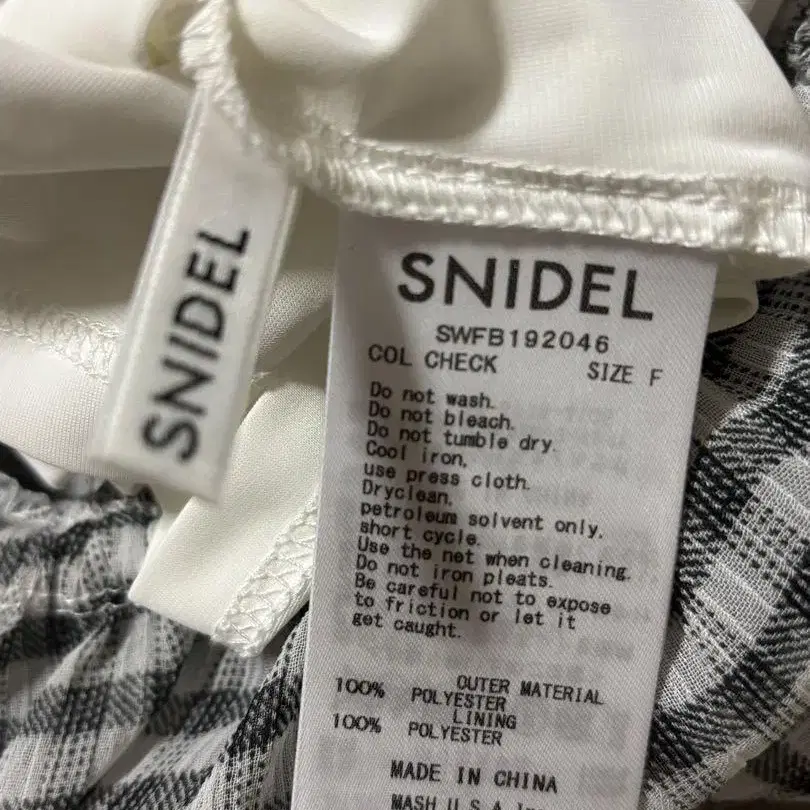 SNIDEL
SNIDEL
SWFB192046
COL CHECK SIZE F
Do not wash.
Do not bleach.
Do not tumble dry.
Cool iron,
use press cloth.
Dryclean,
petroleum solvent only,
short cycle.
Use the net when cleaning.
Do not iron pleats.
Be careful not to expose
to friction or let it
get caught.
OUTER MATERIAL
100% POLYESTER
LINING
100% POLYESTER
MADE IN CHINA
MASH U.S.A